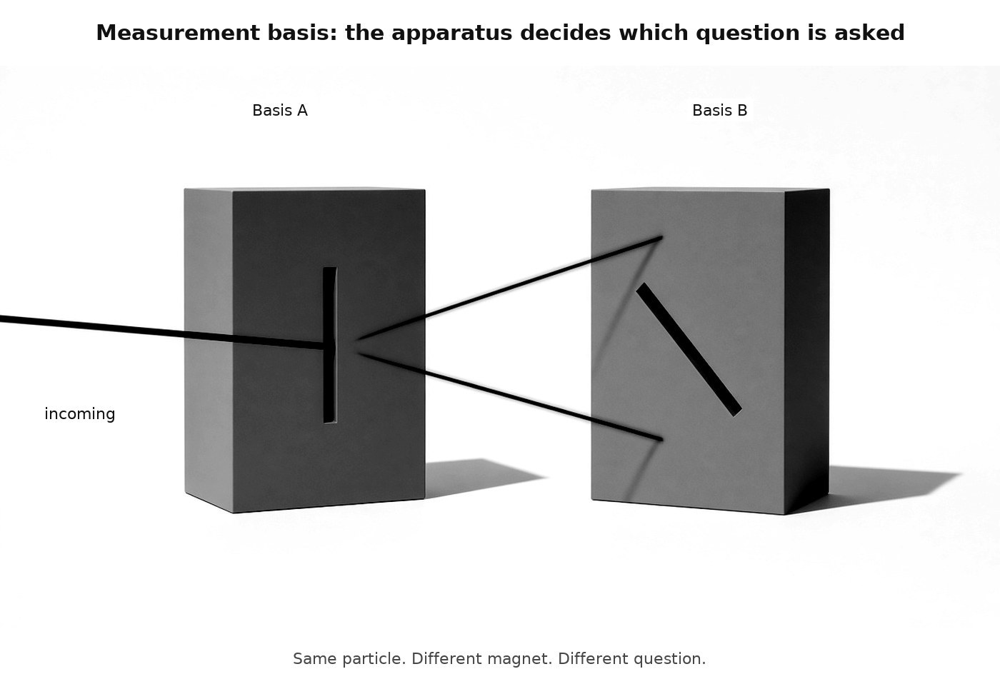 Measurement basis: the apparatus decides which question is asked
Basis A
Basis B
incoming
Same particle. Different magnet. Different question.